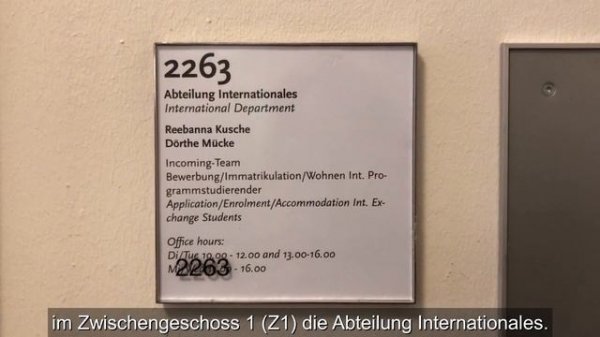 2263
Abteilung Internationales
International Department
Reebanna Kusche
Dörthe Mücke
Incoming-Team
Bewerbung/Immatrikulation/Wohnen Int. Pro-
grammstudierender
Application/Enrolment/Accommodation Int. Ex-
change Students
Office hours:
Di/Tue 10.00 - 12.00 and 13.00-16.00
2263 - 16.00
im Zwischengeschoss 1 (Z1) die Abteilung Internationales.